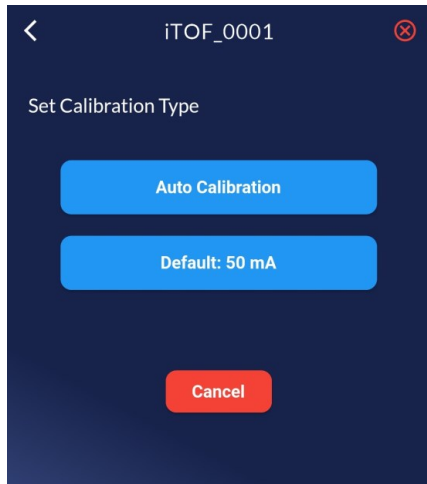 iTOF_0001
Set Calibration Type
Auto Calibration
Default: 50 mA
Cancel